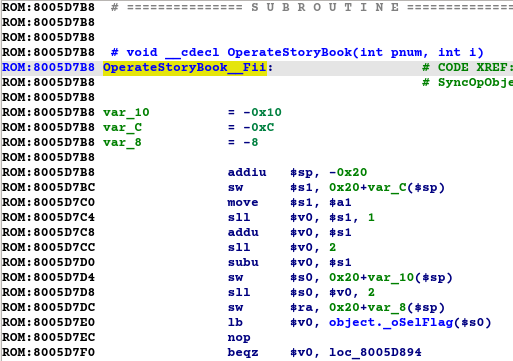 ROM:8005D7B8 # =============== S U B R O U T I N E ===============
ROM:8005D7B8
ROM:8005D7B8
ROM:8005D7B8 # void __cdecl OperateStoryBook(int pnum, int i)
ROM:8005D7B8 OperateStoryBook__Fii: # CODE XREF:
ROM:8005D7B8 # SyncOpObje
ROM:8005D7B8
ROM:8005D7B8 var_10 = -0x10
ROM:8005D7B8 var_C = -0xC
ROM:8005D7B8 var_8 = -8
ROM:8005D7B8
ROM:8005D7B8 addiu $sp, -0x20
ROM:8005D7BC sw $s1, 0x20+var_C($sp)
ROM:8005D7C0 move $s1, $a1
ROM:8005D7C4 sll $v0, $s1, 1
ROM:8005D7C8 addu $v0, $s1
ROM:8005D7CC sll $v0, 2
ROM:8005D7D0 subu $v0, $s1
ROM:8005D7D4 sw $s0, 0x20+var_10($sp)
ROM:8005D7D8 sll $s0, $v0, 2
ROM:8005D7DC sw $ra, 0x20+var_8($sp)
ROM:8005D7E0 lb $v0, object._oSelFlag($s0)
ROM:8005D7EC nop
ROM:8005D7F0 beqz $v0, loc_8005D894